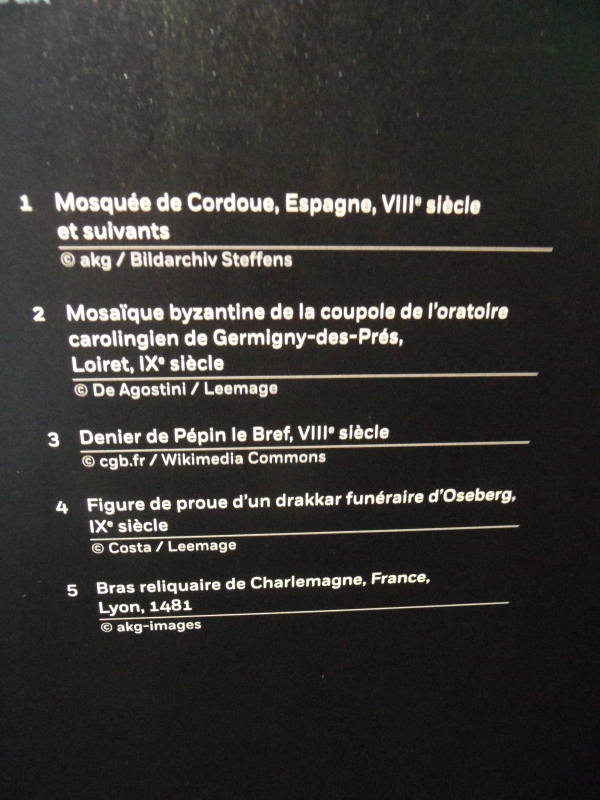 1 Mosquée de Cordoue, Espagne, VIIIᵉ siècle
et suivants
© akg / Bildarchiv Steffens
2 Mosaïque byzantine de la coupole de l'oratoire
carolingien de Germigny-des-Prés,
Loiret, IXᵉ siècle
© De Agostini / Leemage
3 Denier de Pépin le Bref, VIIIᵉ siècle
© cgb.fr / Wikimedia Commons
4 Figure de proue d'un drakkar funéraire d'Oseberg,
IXᵉ siècle
© Costa / Leemage
5 Bras reliquaire de Charlemagne, France,
Lyon, 1481
© akg-images